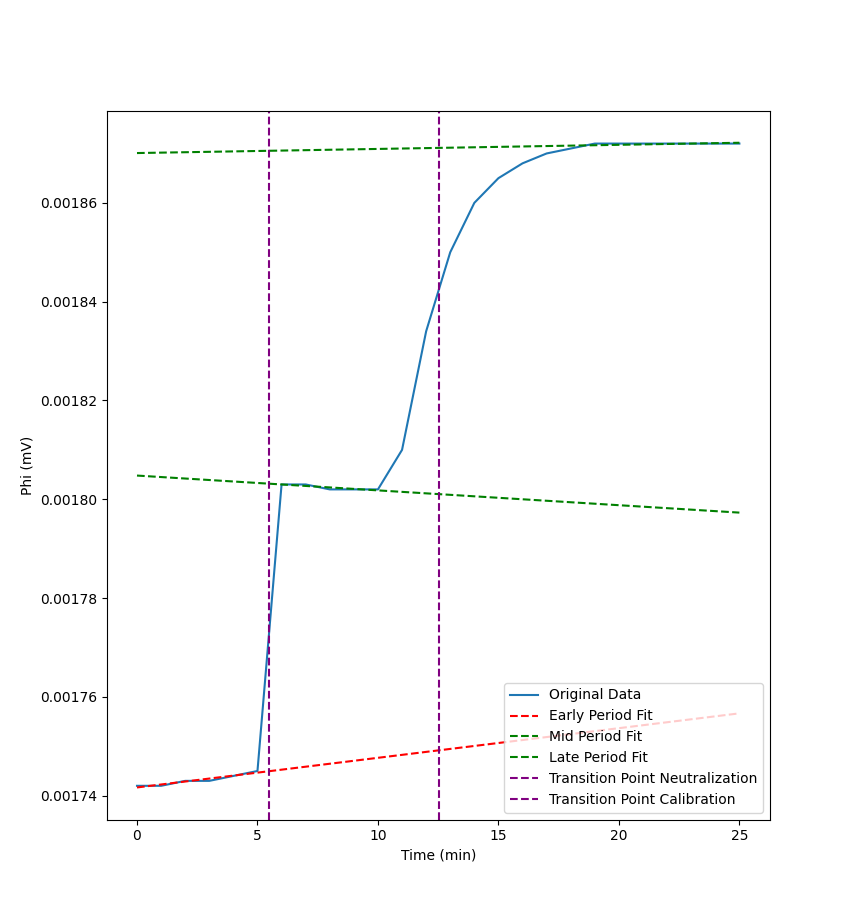 0.00186
0.00184
0.00182
0.00180
0.00178
0.00176
0.00174
Phi (mV)
Original Data
Early Period Fit
Mid Period Fit
Late Period Fit
Transition Point Neutralization
Transition Point Calibration
0 5 10 15 20 25
Time (min)